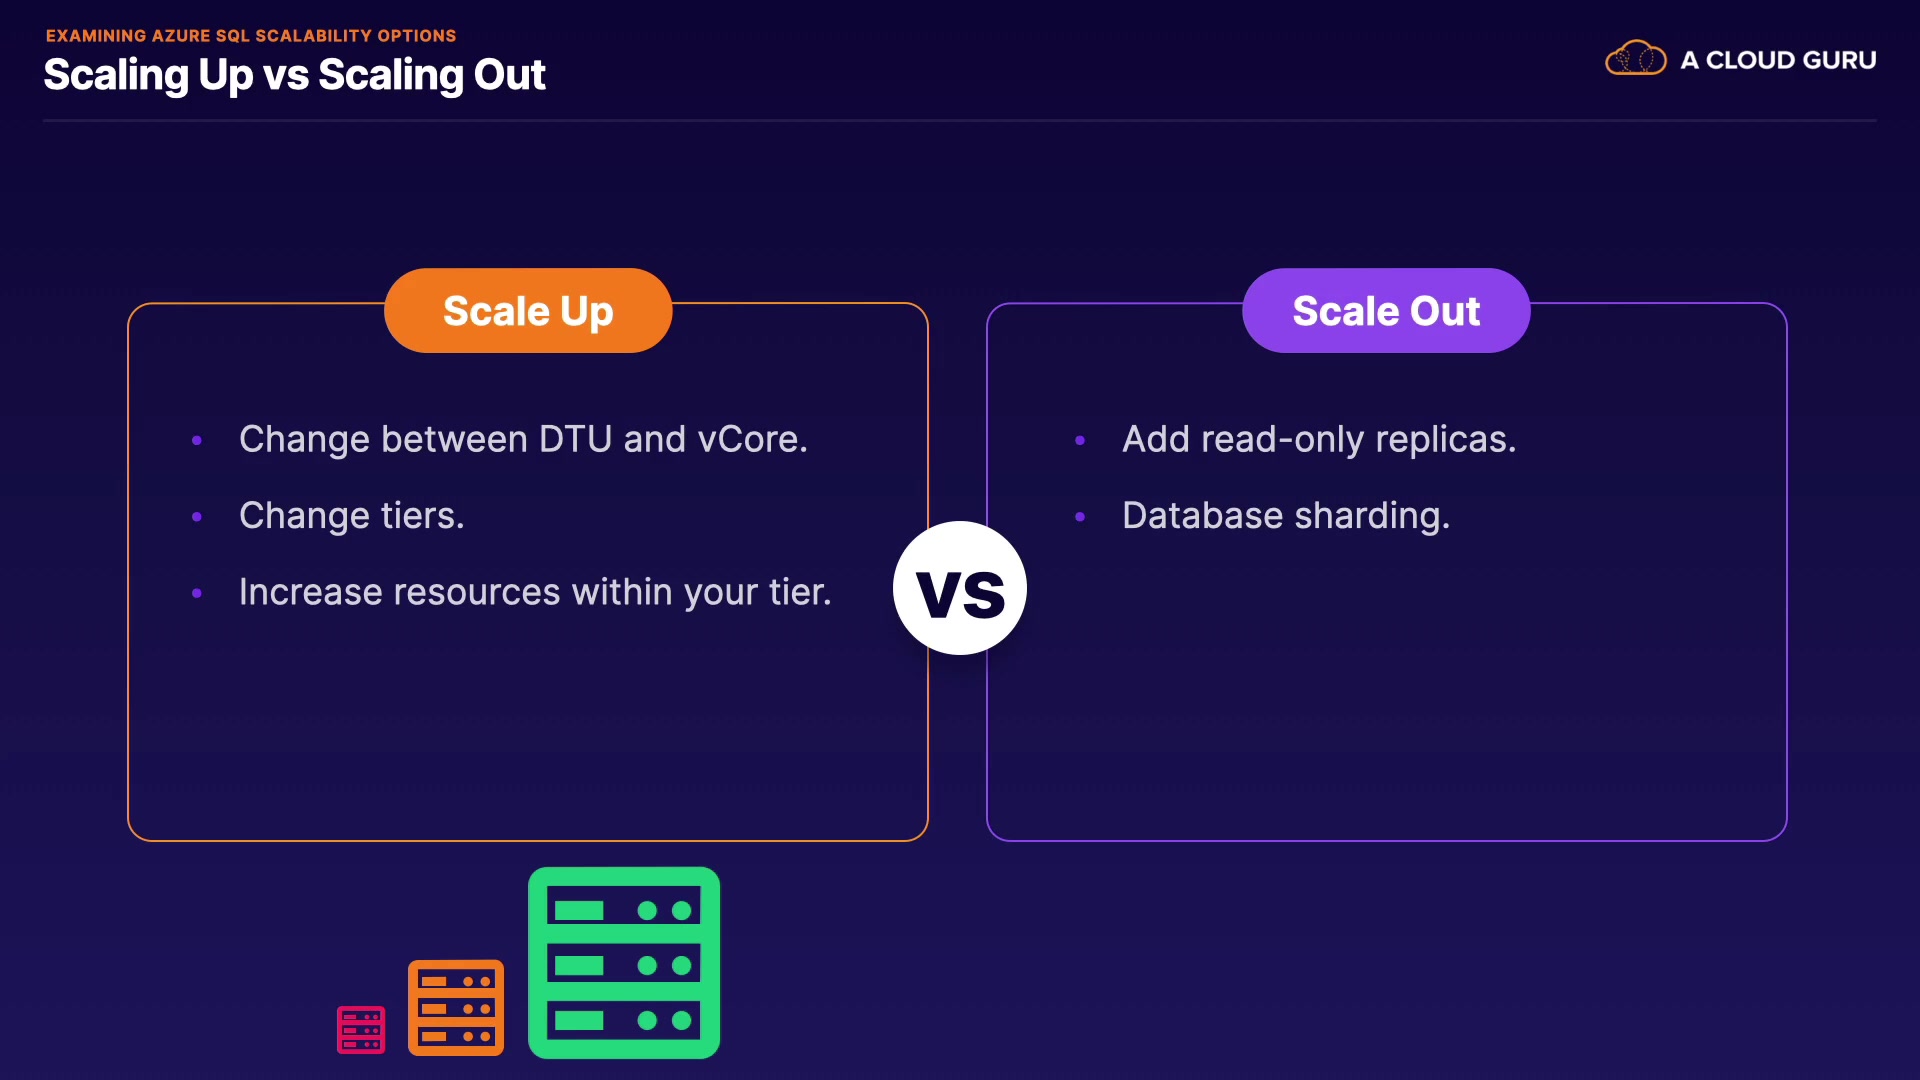 EXAMINING AZURE SQL SCALABILITY OPTIONS
Scaling Up vs Scaling Out
A CLOUD GURU
Scale Up
• Change between DTU and vCore.
• Change tiers.
• Increase resources within your tier.
vs
Scale Out
• Add read-only replicas.
• Database sharding.